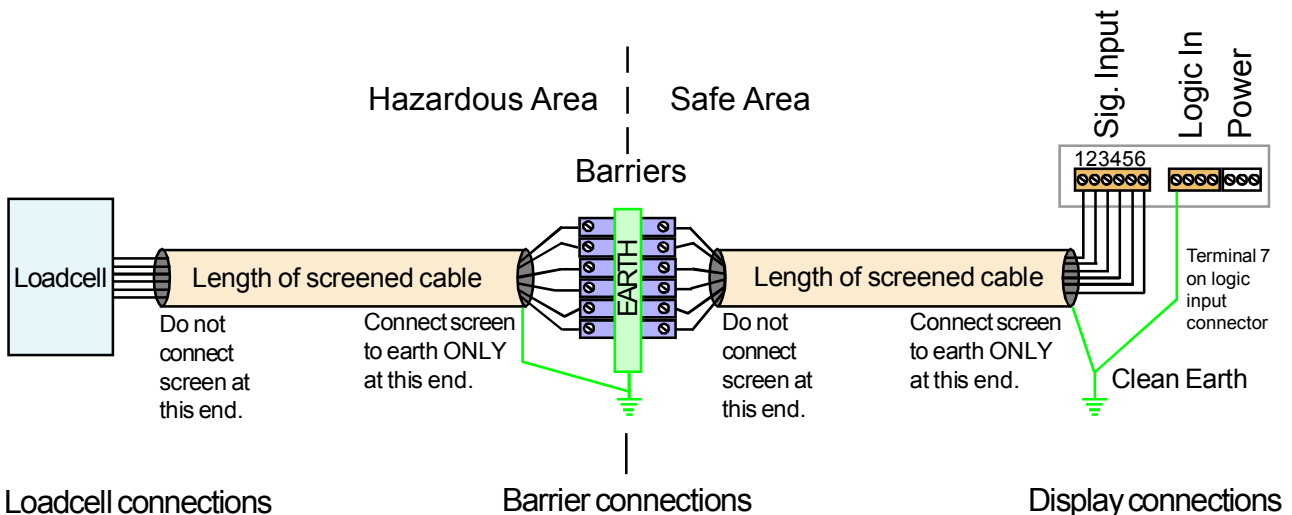 Hazardous Area
Safe Area
Sig. Input
Logic In
Power
Barriers
123456
Loadcell
Length of screened cable
EARTH
Length of screened cable
Terminal 7
on logic
input
connector
Do not
connect
screen at
this end.
Connect screen
to earth ONLY
at this end.
Do not
connect
screen at
this end.
Connect screen
to earth ONLY
at this end.
Clean Earth
Loadcell connections
Barrier connections
Display connections